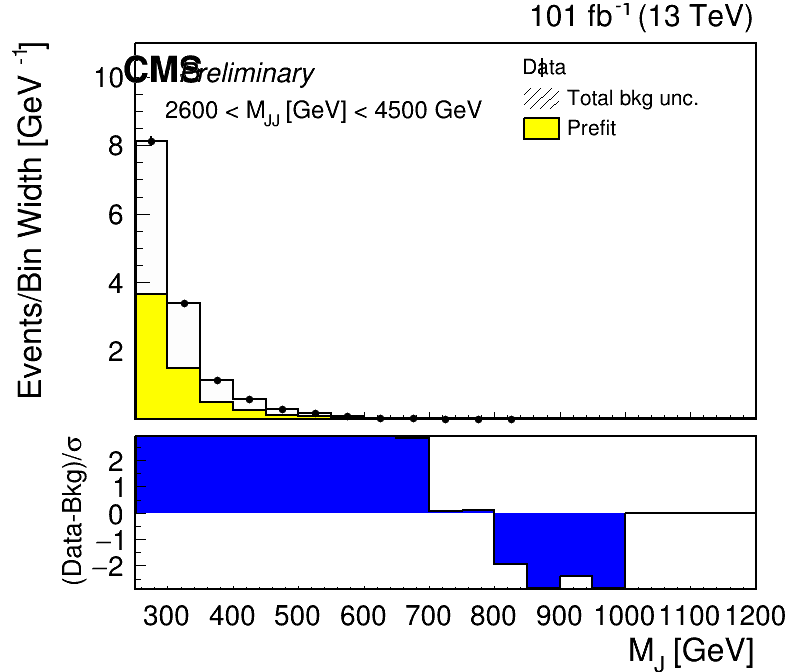 101 fb⁻¹ (13 TeV)
CMS Preliminary
2600 < M_JJ [GeV] < 4500 GeV
Data
Total bkg unc.
Prefit
Events/Bin Width [GeV⁻¹]
10
8
6
4
2
(Data-Bkg)/σ
2
1
0
−1
−2
300 400 500 600 700 800 900 1000 1100 1200
M_J [GeV]